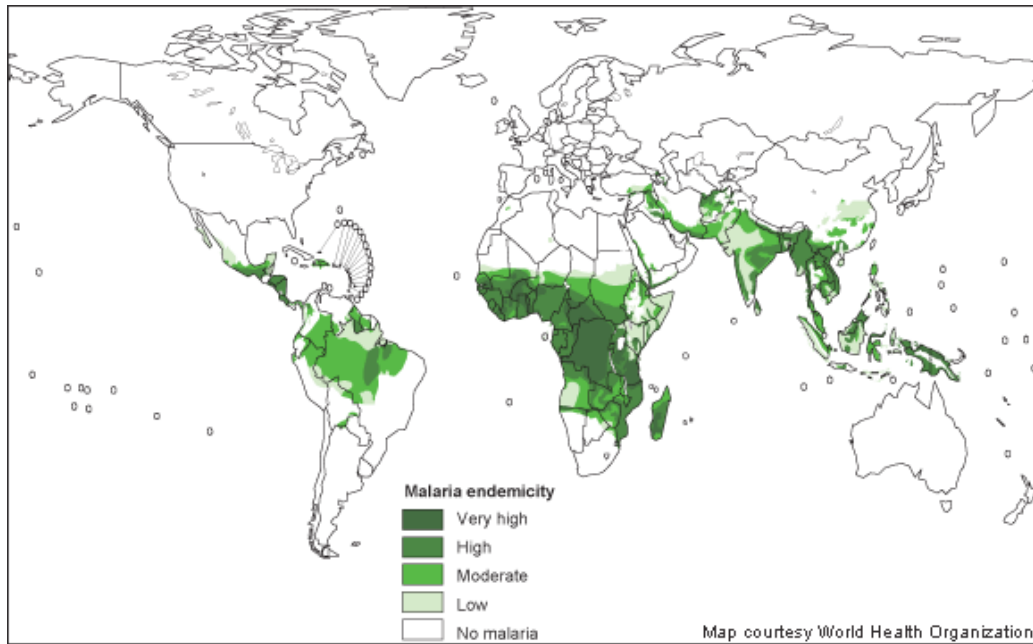 Malaria endemicity
Very high
High
Moderate
Low
No malaria
Map courtesy World Health Organization